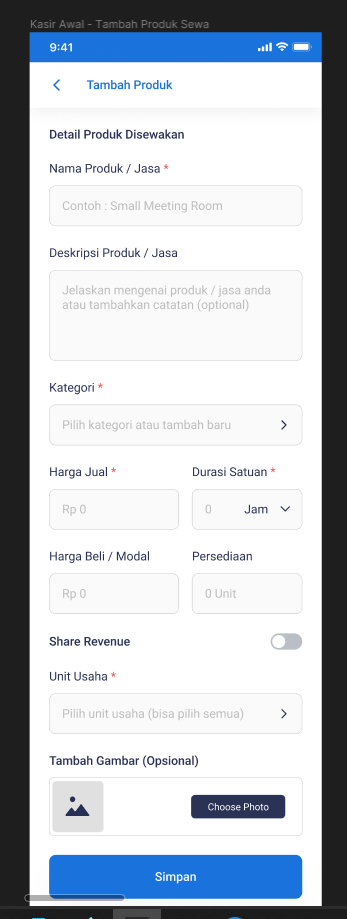 Kasir Awal - Tambah Produk Sewa
9:41
Tambah Produk
Detail Produk Disewakan
Nama Produk / Jasa *
Contoh : Small Meeting Room
Deskripsi Produk / Jasa
Jelaskan mengenai produk / jasa anda
atau tambahkan catatan (optional)
Kategori *
Pilih kategori atau tambah baru
Harga Jual * Durasi Satuan *
Rp 0 0 Jam
Harga Beli / Modal Persediaan
Rp 0 0 Unit
Share Revenue
Unit Usaha *
Pilih unit usaha (bisa pilih semua)
Tambah Gambar (Opsional)
Choose Photo
Simpan